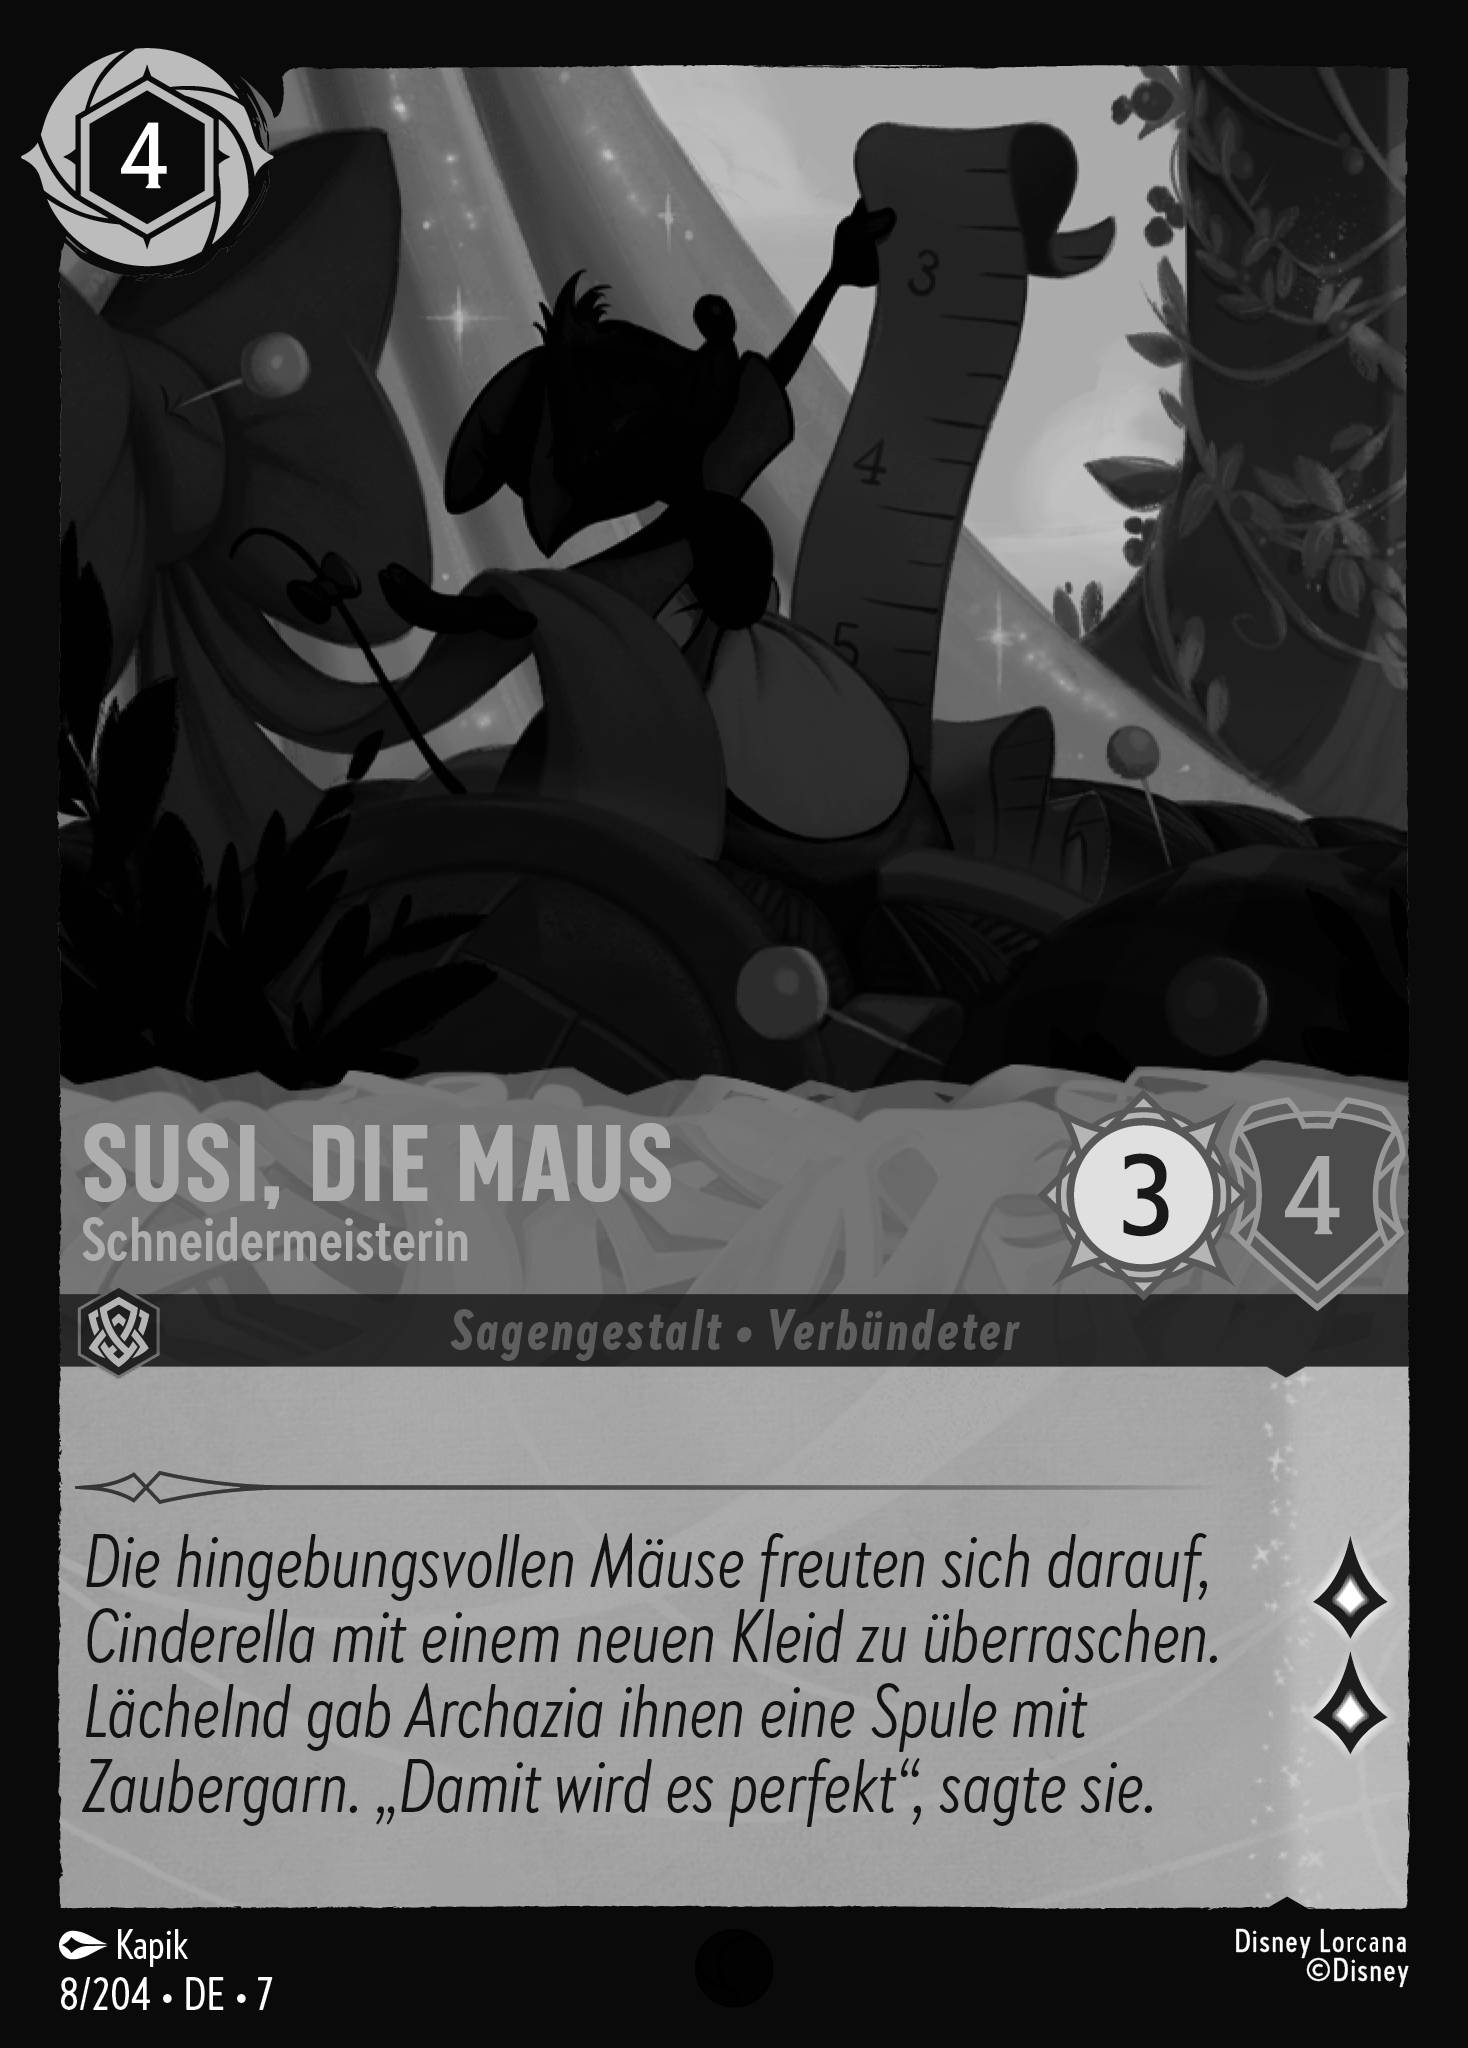 4
3
4
5
SUSI, DIE MAUS
Schneidermeisterin
3
4
Sagengestalt • Verbündeter
Die hingebungsvollen Mäuse freuten sich darauf,
Cinderella mit einem neuen Kleid zu überraschen.
Lächelnd gab Archazia ihnen eine Spule mit
Zaubergarn. „Damit wird es perfekt“, sagte sie.
Kapik
8/204 • DE • 7
Disney Lorcana
©Disney